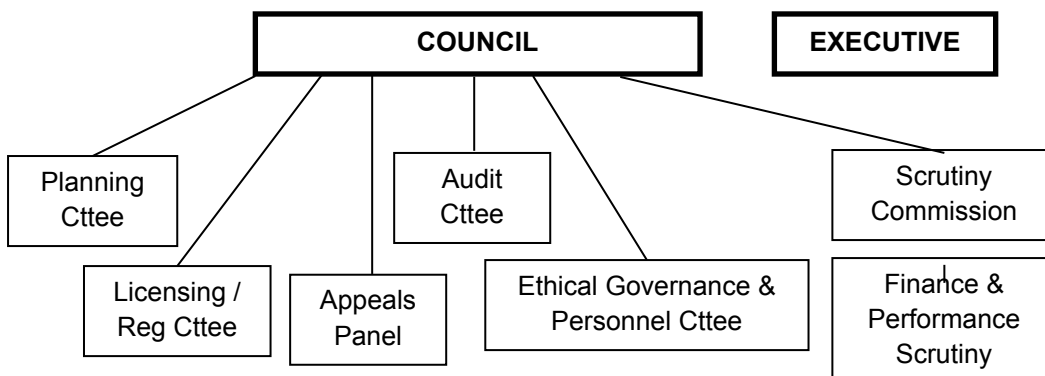 COUNCIL
EXECUTIVE
Planning
Cttee
Audit
Cttee
Scrutiny
Commission
Licensing /
Reg Cttee
Appeals
Panel
Ethical Governance &
Personnel Cttee
Finance &
Performance
Scrutiny